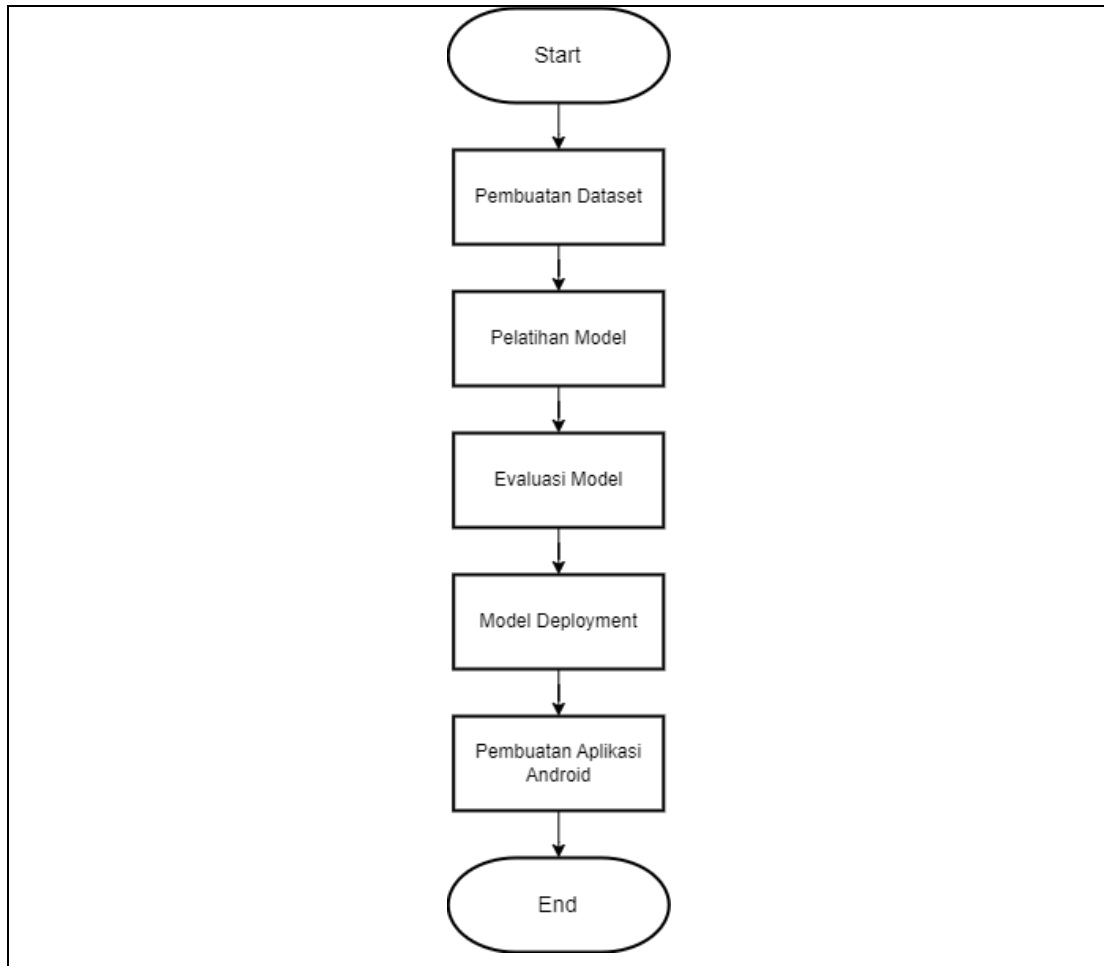 Start
Pembuatan Dataset
Pelatihan Model
Evaluasi Model
Model Deployment
Pembuatan Aplikasi
Android
End